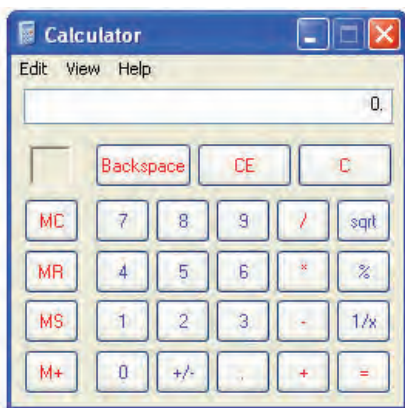 Calculator
Edit View Help
0.
Backspace CE C
MC 7 8 9 / sqrt
MR 4 5 6 * %
MS 1 2 3 - 1/x
M+ 0 +/- . + =